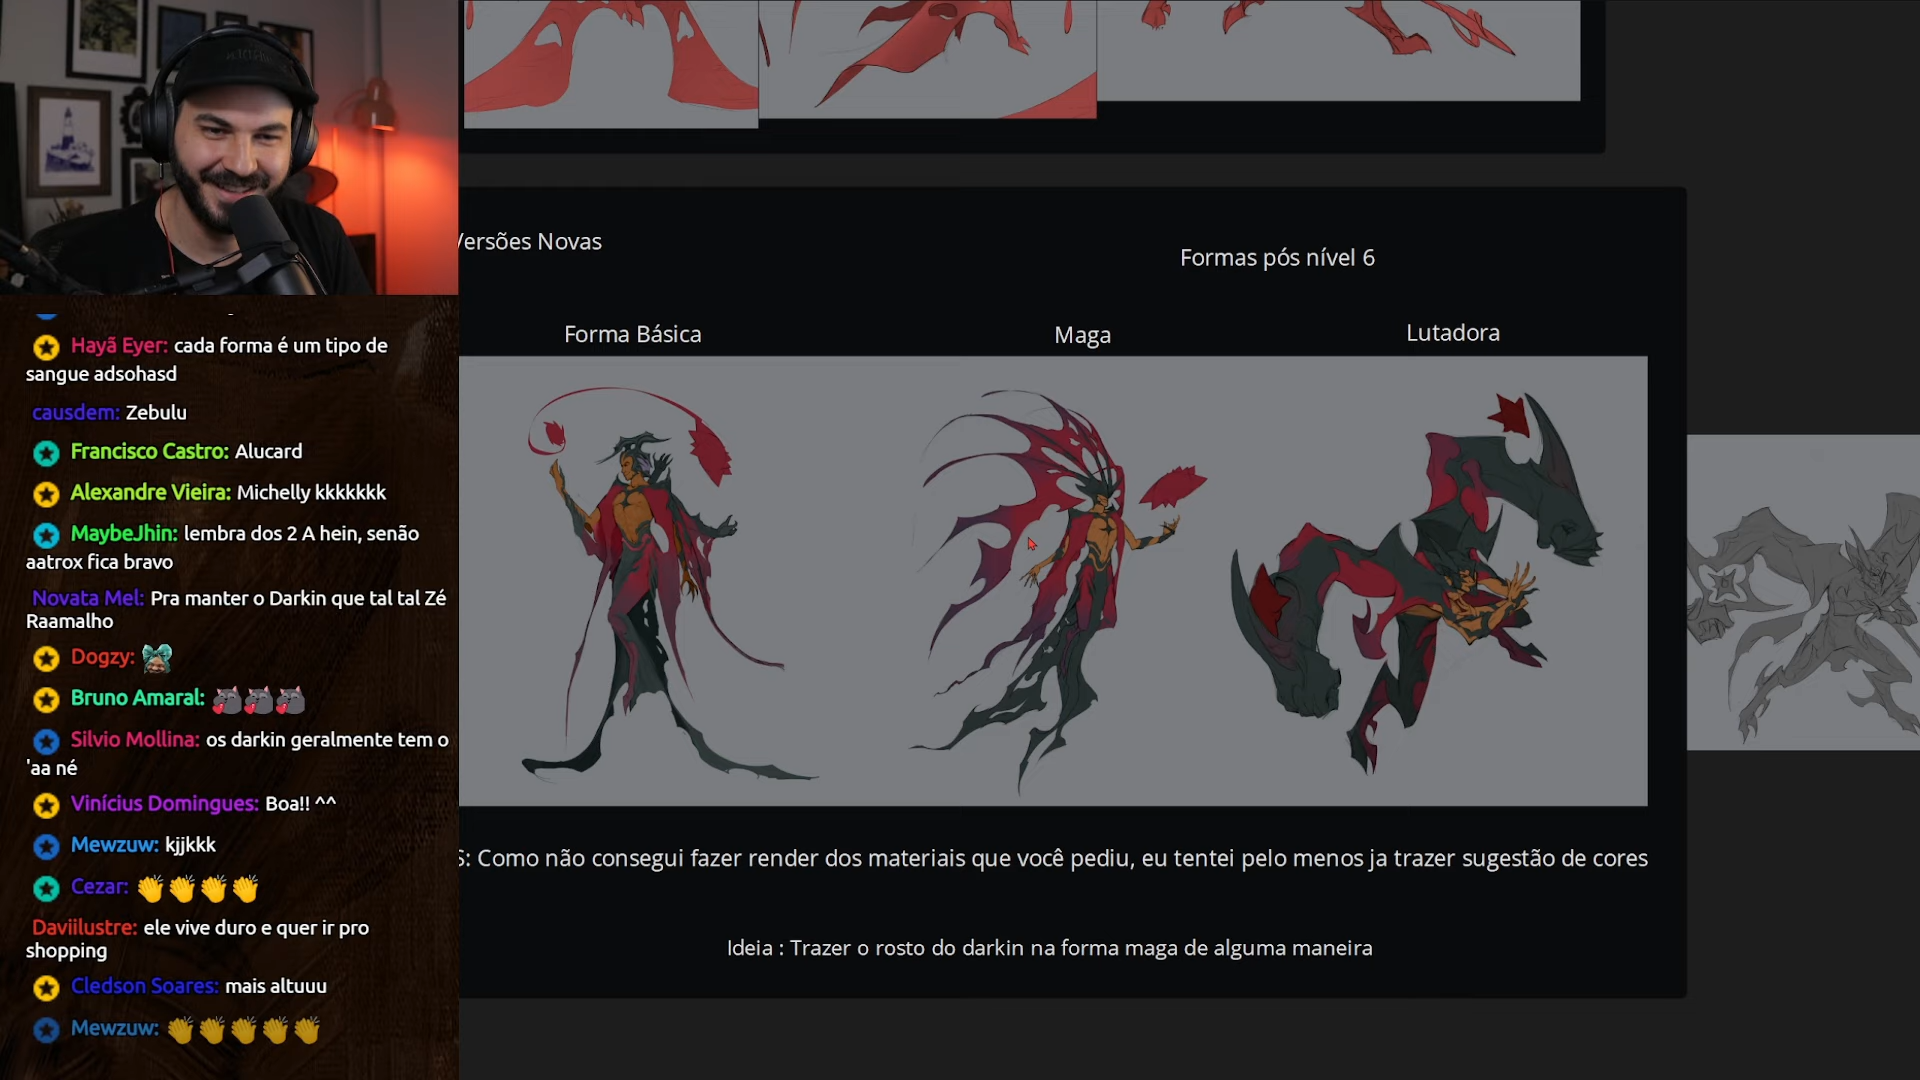 Versões Novas
Formas pós nível 6
Forma Básica
Maga
Lutadora
S: Como não consegui fazer render dos materiais que você pediu, eu tentei pelo menos ja trazer sugestão de cores
Ideia : Trazer o rosto do darkin na forma maga de alguma maneira
Hayã Eyer: cada forma é um tipo de
sangue adsohasd
causdem: Zebulu
Francisco Castro: Alucard
Alexandre Vieira: Michelly kkkkkkk
MaybeJhin: lembra dos 2 A hein, senão
aatrox fica bravo
Novata Mel: Pra manter o Darkin que tal tal Zé
Raamalho
Dogzy:
Bruno Amaral:
Silvio Mollina: os darkin geralmente tem o
'aa né
Vinícius Domingues: Boa!! ^^
Mewzuw: kjjkkk
Cezar: 👏👏👏👏
Daviilustre: ele vive duro e quer ir pro
shopping
Cledson Soares: mais altuuu
Mewzuw: 👏👏👏👏👏